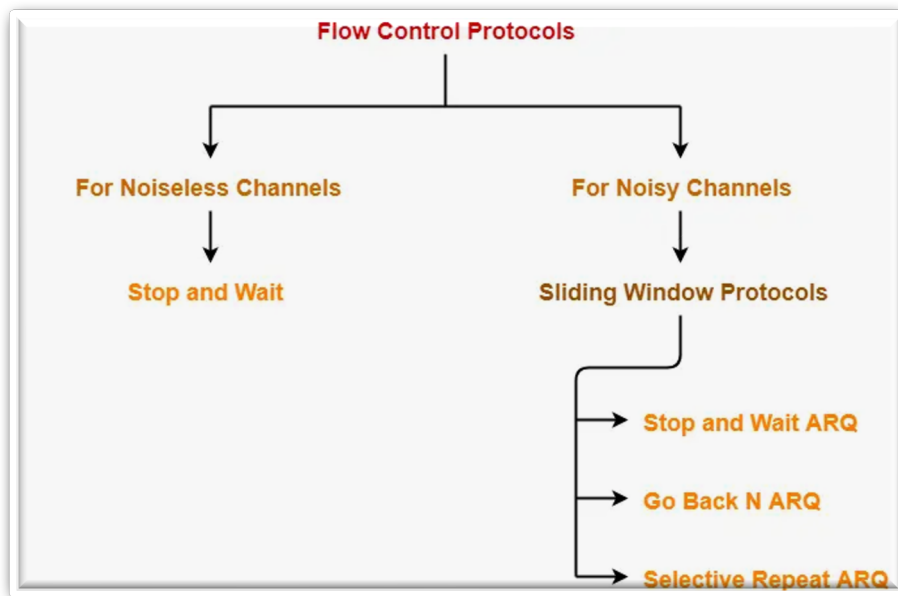 Flow Control Protocols
For Noiseless Channels
For Noisy Channels
Stop and Wait
Sliding Window Protocols
Stop and Wait ARQ
Go Back N ARQ
Selective Repeat ARQ